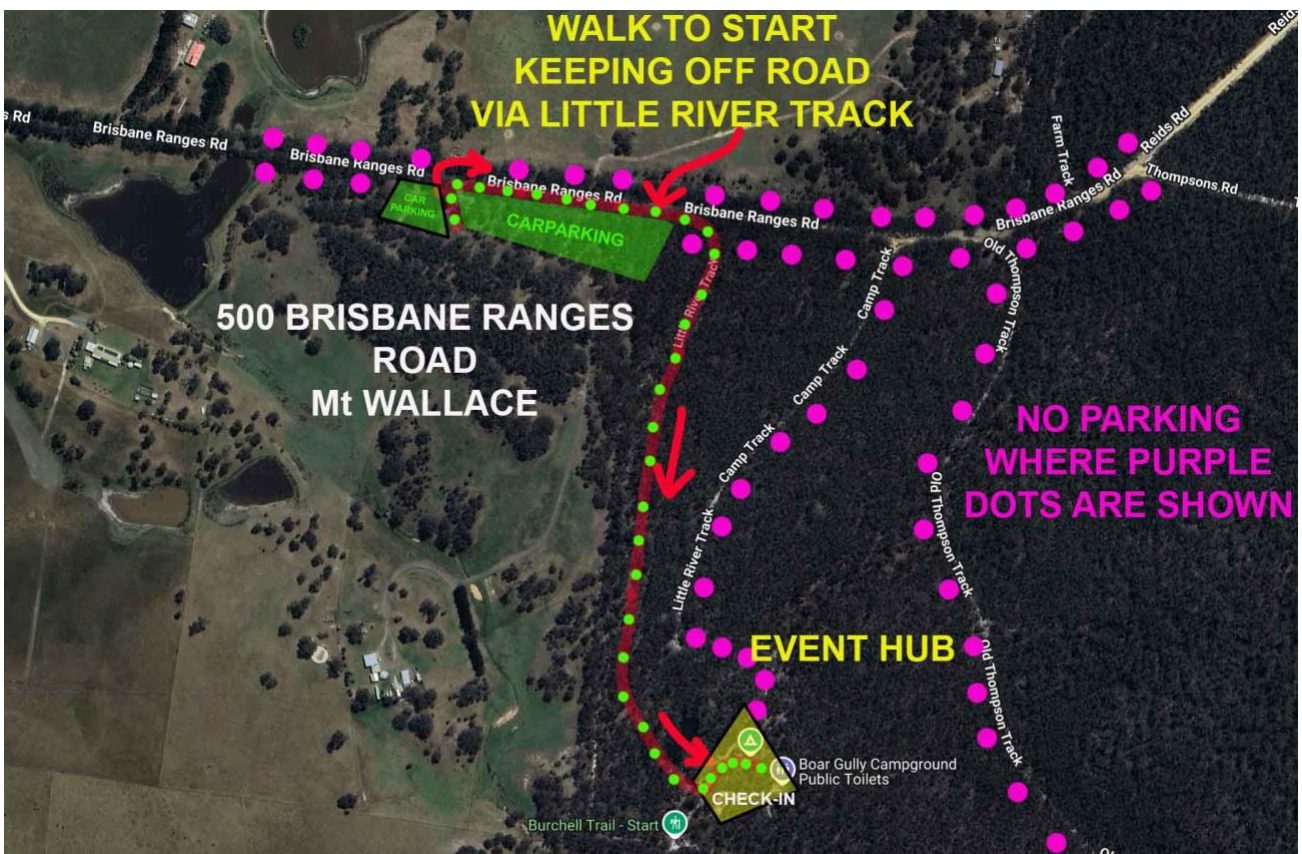 WALK TO START
KEEPING OFF ROAD
VIA LITTLE RIVER TRACK
Reids
s Rd
Brisbane Ranges Rd
Brisbane Ranges Rd
Brisbane Ranges Rd
Brisbane Ranges Rd
Brisbane Ranges Rd
Farm Track
Reids Rd
Thompsons Rd
CAR
PARKING
CARPARKING
Little River Track
Camp Track
Old Thompson Track
500 BRISBANE RANGES
ROAD
Mt WALLACE
Camp Track
Camp Track
NO PARKING
WHERE PURPLE
DOTS ARE SHOWN
Old Thompson Track
Little River Track
EVENT HUB
Old Thompson Track
Boar Gully Campground
Public Toilets
CHECK-IN
Burchell Trail - Start